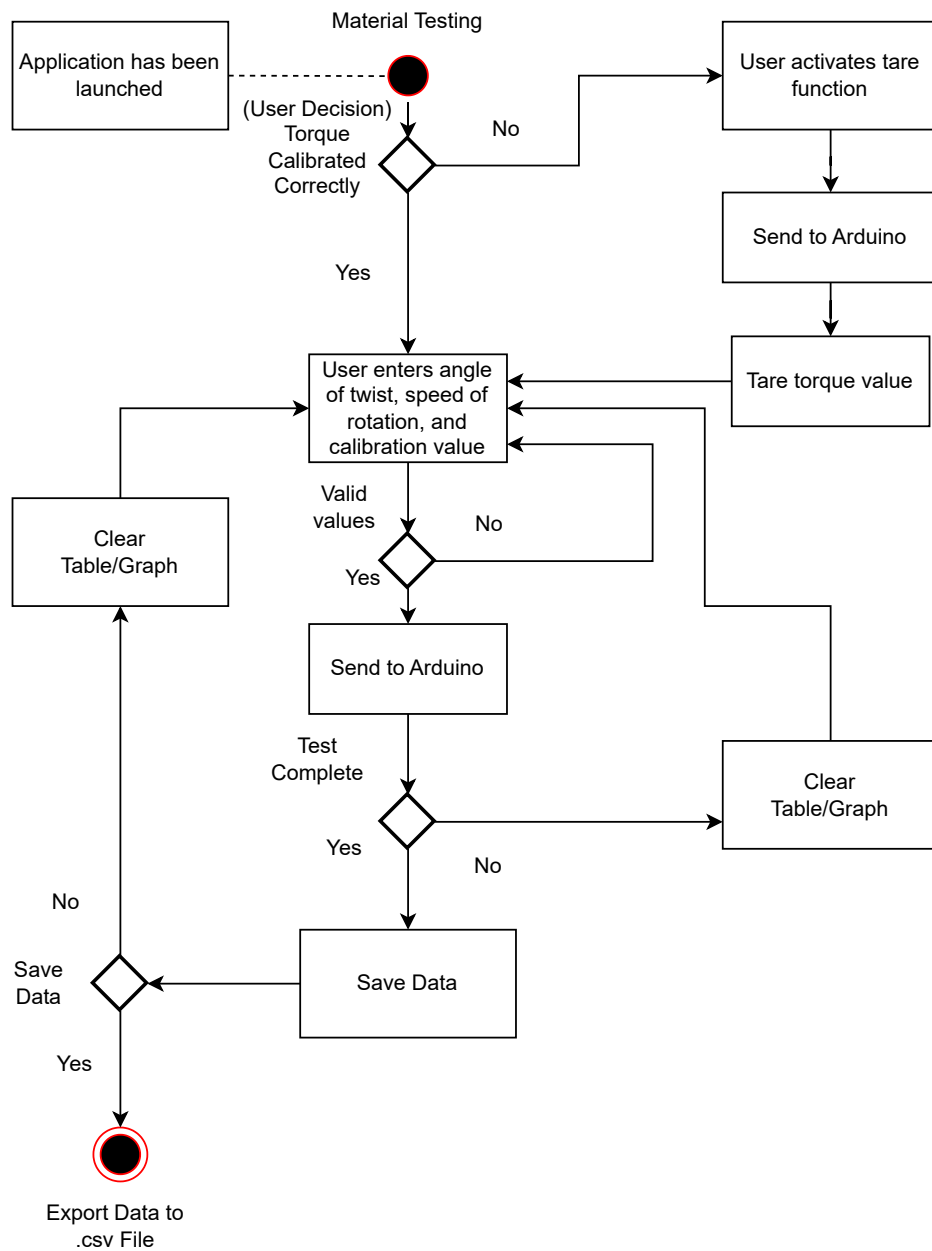 Material Testing
Application has been
launched
User activates tare
function
(User Decision)
Torque
Calibrated
Correctly
No
Send to Arduino
Yes
Tare torque value
User enters angle
of twist, speed of
rotation, and
calibration value
Valid
values
No
Clear
Table/Graph
Yes
Send to Arduino
Test
Complete
Clear
Table/Graph
Yes
No
No
Save
Data
Save Data
Yes
Export Data to
.csv File